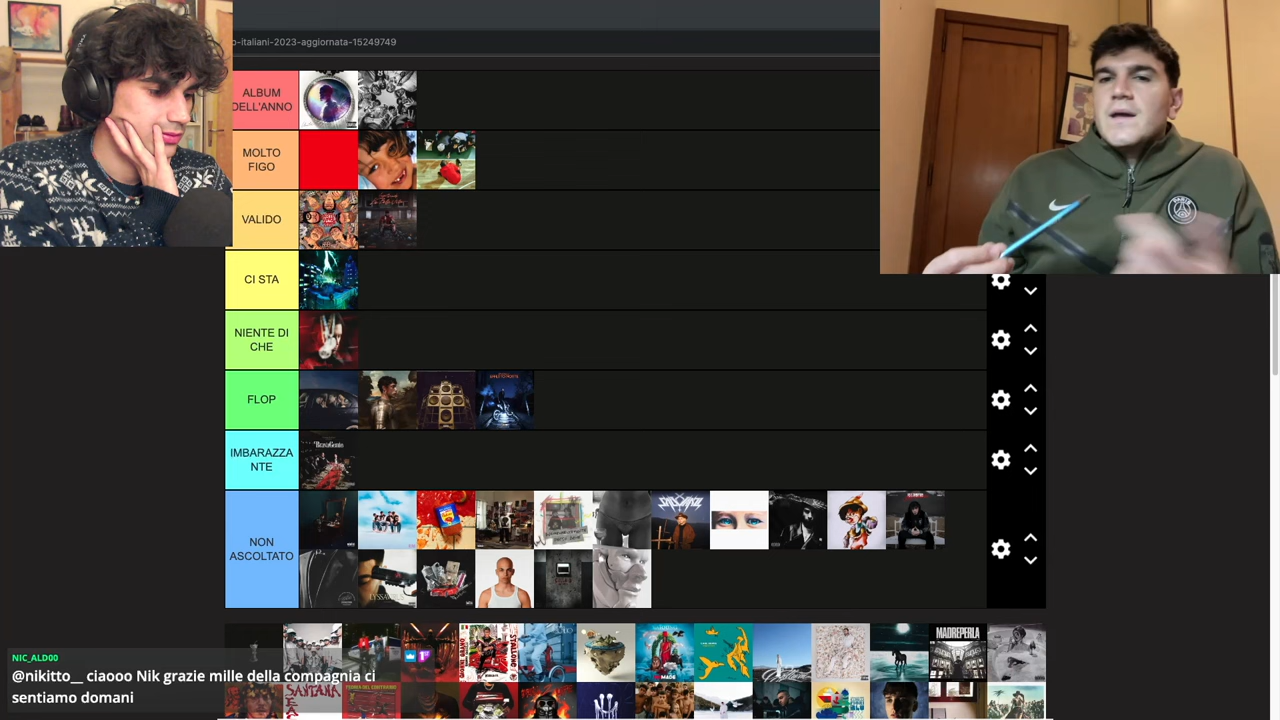 o-italiani-2023-aggiornata-15249749
ALBUM
DELL'ANNO
MOLTO
FIGO
VALIDO
CI STA
NIENTE DI
CHE
FLOP
IMBARAZZA
NTE
NON
ASCOLTATO
MADREPERLA
SANTANA
NIC_ALD00
@nikitto__ ciaooo Nik grazie mille della compagnia ci
sentiamo domani